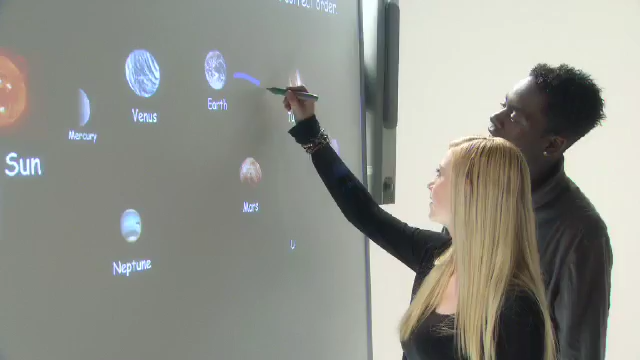 correct order.
Venus
Earth
Mercury
Sun
Mars
Neptune